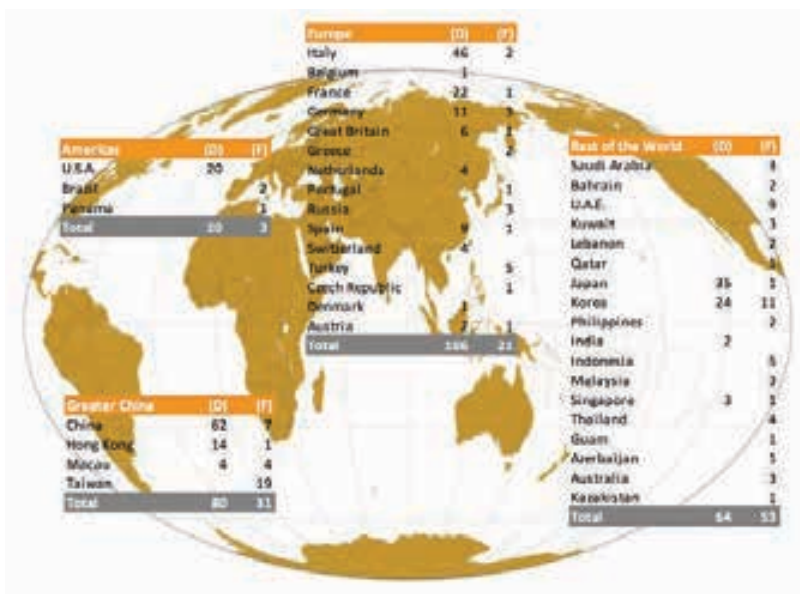 Europe (D) (F)
Italy 46 2
Belgium 1
France 22 1
Germany 11 3
Great Britain 6 1
Greece 2
Netherlands 4
Portugal 1
Russia 3
Spain 9 1
Switzerland 4
Turkey 5
Czech Republic 1
Denmark 1
Austria 2 1
Total 106 21
Americas (D) (F)
U.S.A. 20
Brazil 2
Panama 1
Total 20 3
Rest of the World (D) (F)
Saudi Arabia
Bahrain 2
U.A.E. 9
Kuwait 3
Lebanon 2
Qatar
Japan 35 1
Korea 24 11
Philippines 2
India 2
Indonesia
Malaysia
Singapore 3 1
Thailand 4
Guam 1
Azerbaijan
Australia 3
Kazakistan 1
Total 64 53
Greater China (D) (F)
China 62 7
Hong Kong 14 1
Macau 4 4
Taiwan 19
Total 80 31